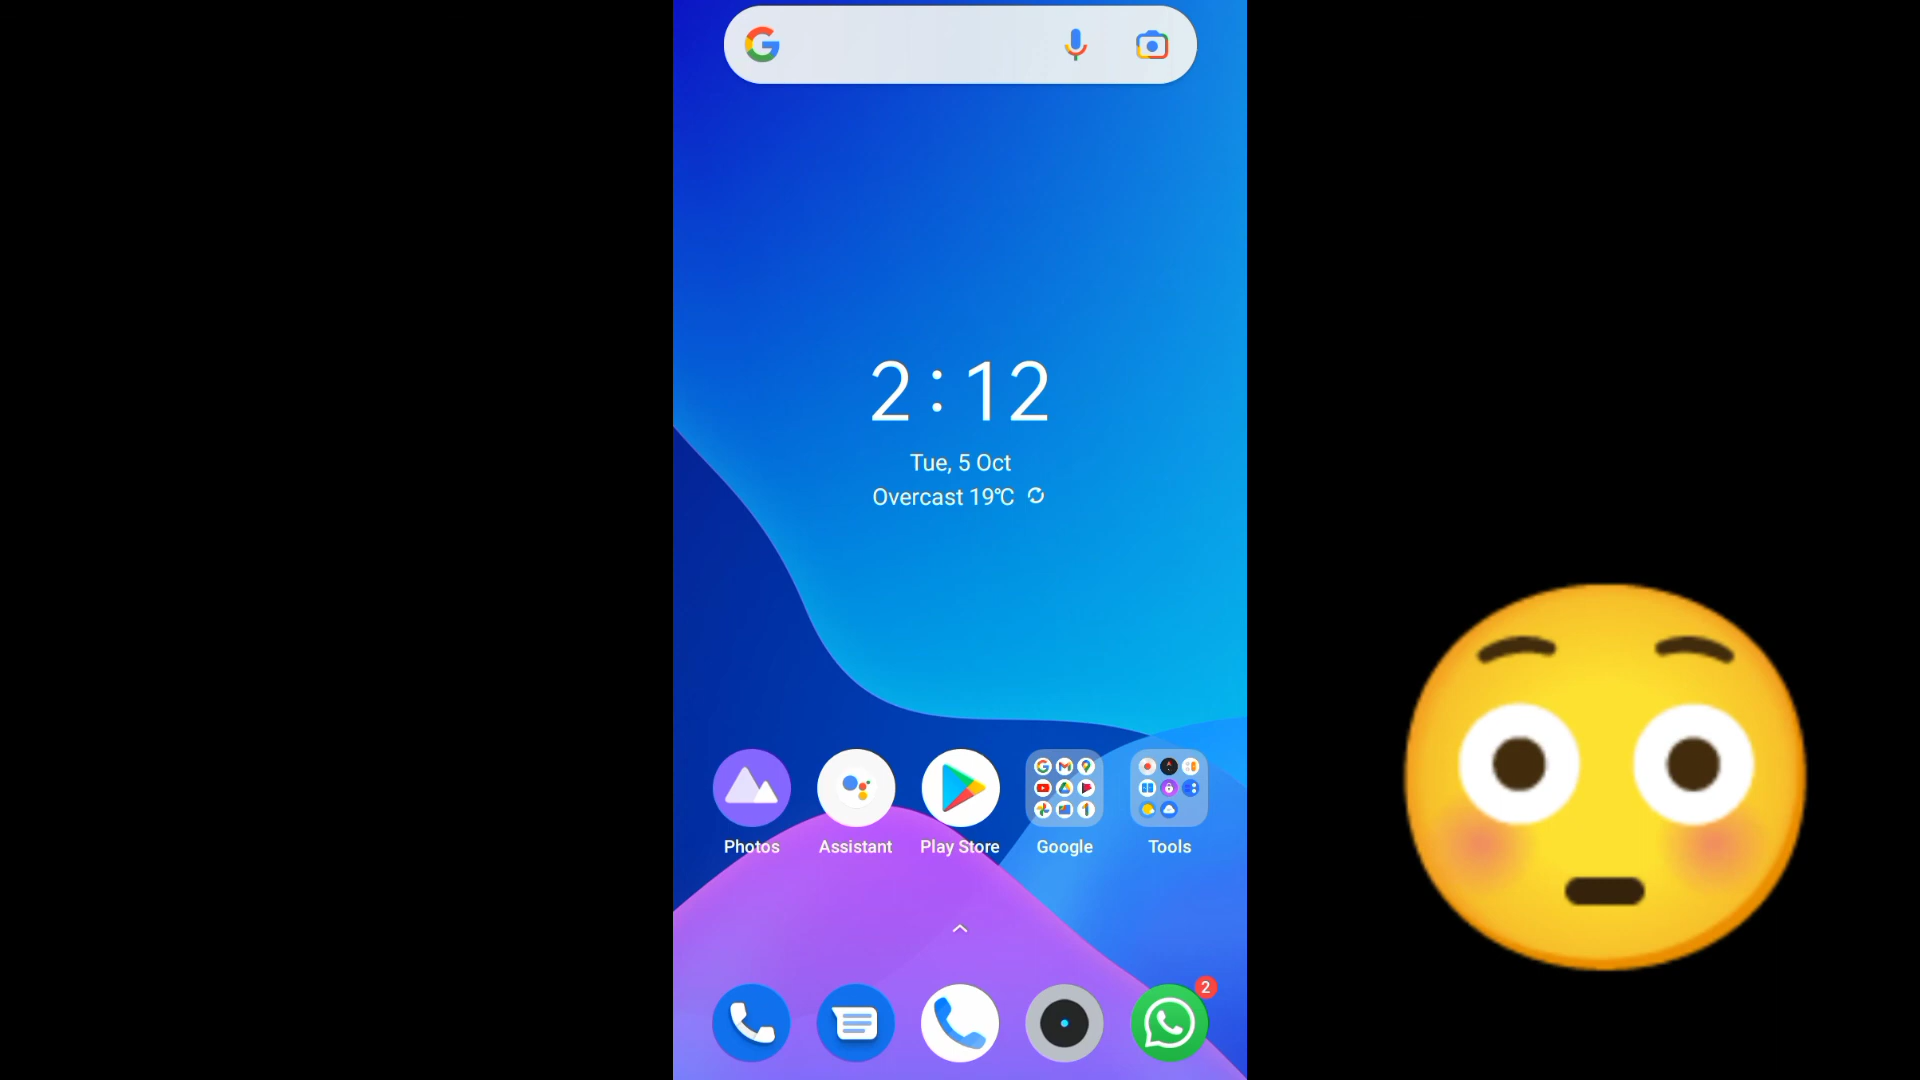 2:12
Tue, 5 Oct
Overcast 19℃
Photos
Assistant
Play Store
Google
Tools
2